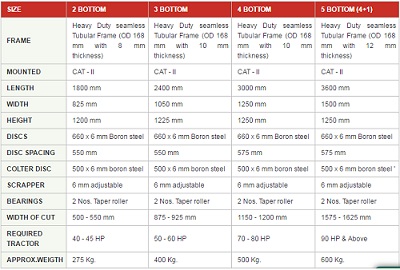 SIZE 2 BOTTOM 3 BOTTOM 4 BOTTOM 5 BOTTOM (4+1)
Heavy Duty seamless Heavy Duty seamless Heavy Duty seamless Heavy Duty seamless
FRAME Tubular Frame (OD 168 Tubular Frame (OD 168 Tubular Frame (OD 168 Tubular Frame (OD 168
mm with 8 mm mm with 10 mm mm with 10 mm mm with 12 mm
thickness) thickness) thickness) thickness)
MOUNTED CAT - II CAT - II CAT - II CAT - II
LENGTH 1800 mm 2400 mm 3000 mm 3600 mm
WIDTH 825 mm 1050 mm 1250 mm 1500 mm
HEIGHT 1200 mm 1225 mm 1250 mm 1250 mm
DISCS 660 x 6 mm Boron steel 660 x 6 mm Boron steel 660 x 6 mm Boron steel 660 x 6 mm Boron steel
DISC SPACING 550 mm 550 mm 575 mm 575 mm
COLTER DISC 500 x 6 mm Boron steel 500 x 6 mm Boron steel 500 x 6 mm Boron steel 500 x 6 mm Boron steel
SCRAPPER 6 mm adjustable 6 mm adjustable 6 mm adjustable 6 mm adjustable
BEARINGS 2 Nos. Taper roller 2 Nos. Taper roller 2 Nos. Taper roller 2 Nos. Taper roller
WIDTH OF CUT 500 - 550 mm 875 - 925 mm 1150 - 1200 mm 1575 - 1625 mm
REQUIRED
TRACTOR 40 - 45 HP 50 - 60 HP 70 - 80 HP 90 HP & Above
APPROX.WEIGTH 275 Kg. 400 Kg. 500 Kg. 600 Kg.